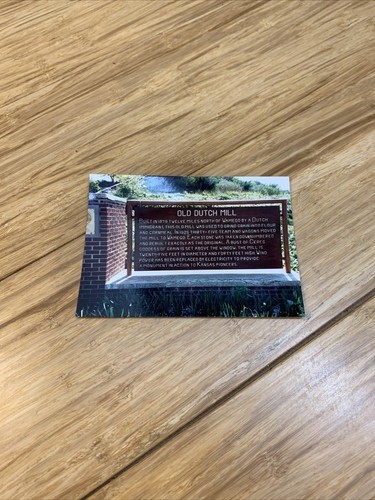 OLD DUTCH MILL
BUILT IN 1879 TWELVE MILES NORTH OF WAMEGO BY A DUTCH
IMMIGRANT, THIS OLD MILL WAS USED TO GRIND GRAIN INTO FLOUR
AND CORNMEAL. IN 1925 THIRTY-FIVE TEAMS AND WAGONS MOVED
THE MILL TO WAMEGO. EACH STONE WAS TAKEN DOWN, NUMBERED
AND REBUILT EXACTLY AS THE ORIGINAL. A BUST OF CERES
GODDESS OF GRAIN IS SET ABOVE THE WINDOW. THE MILL IS
TWENTY-FIVE FEET IN DIAMETER AND FORTY FEET HIGH. WIND
POWER HAS BEEN REPLACED BY ELECTRICITY TO PROVIDE
A MONUMENT IN ACTION TO KANSAS PIONEERS.